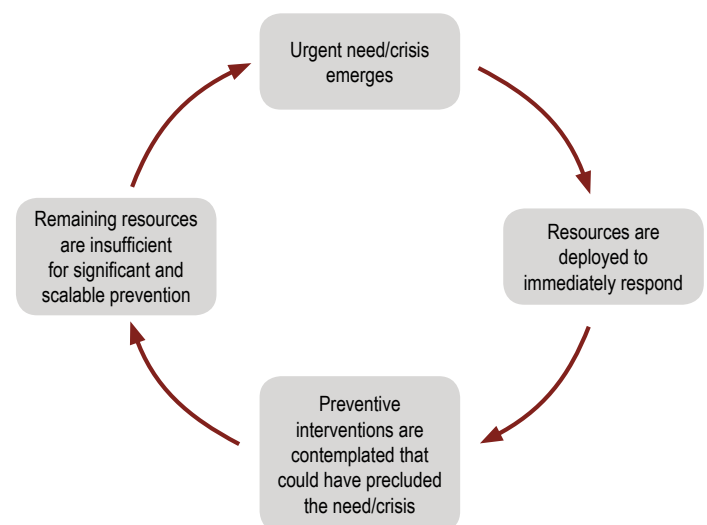 Urgent need/crisis
emerges
Resources are
deployed to
immediately respond
Preventive
interventions are
contemplated that
could have precluded
the need/crisis
Remaining resources
are insufficient
for significant and
scalable prevention